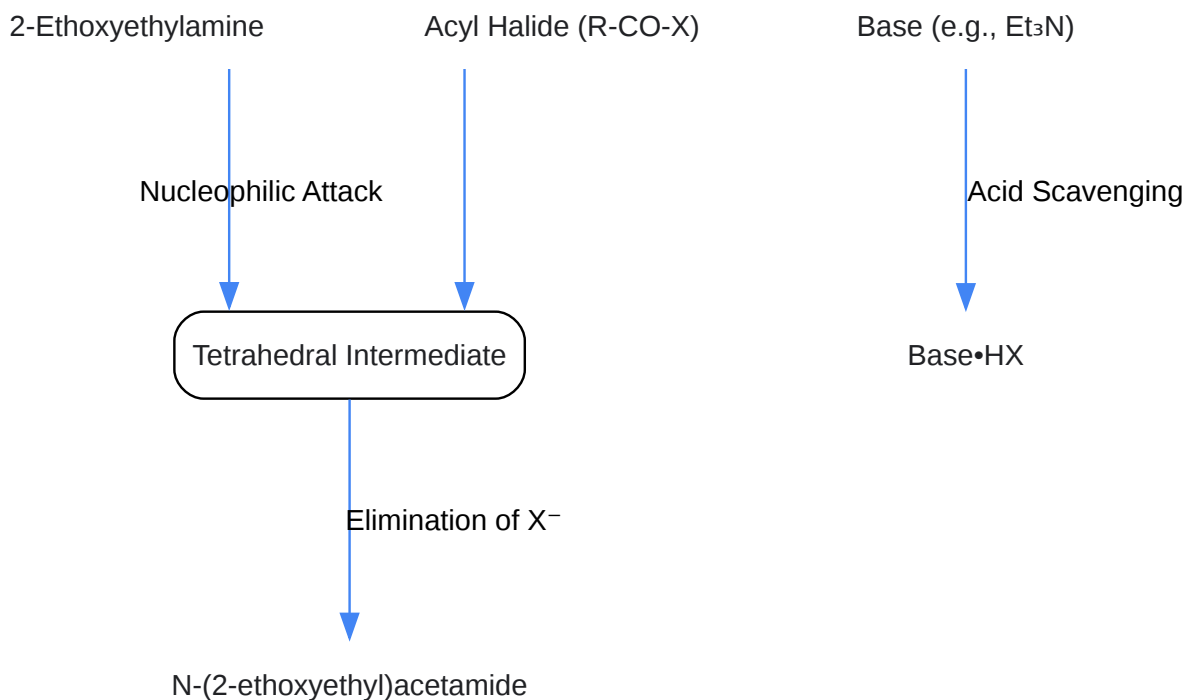 2-Ethoxyethylamine
Acyl Halide (R-CO-X)
Base (e.g., Et₃N)
Nucleophilic Attack
Acid Scavenging
Tetrahedral Intermediate
Base•HX
Elimination of X⁻
N-(2-ethoxyethyl)acetamide